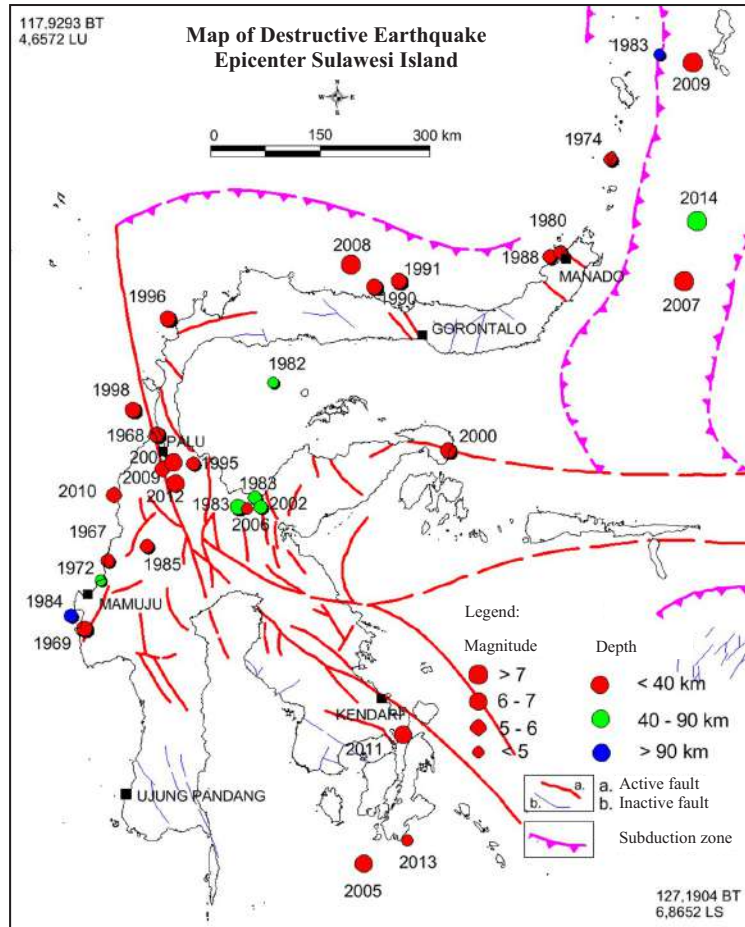 117,9293 BT
4,6572 LU
Map of Destructive Earthquake
Epicenter Sulawesi Island
N
W E
S
0 150 300 km
1983
2009
1974
2014
1980
1988
MANADO
2007
2008
1991
1990
1996
GORONTALO
1982
1998
1968
PALU
200
1995
2009
2012
2000
2010
1983
1983
2002
2006
1967
1985
1972
MAMUJU
1984
1969
KENDARI
2011
UJUNG PANDANG
2013
2005
Legend:
Magnitude
> 7
6 - 7
5 - 6
< 5
Depth
< 40 km
40 - 90 km
> 90 km
a.
b.
a. Active fault
b. Inactive fault
Subduction zone
127,1904 BT
6,8652 LS